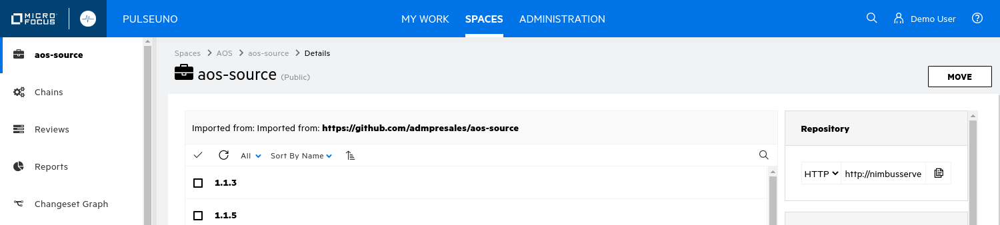 MICRO FOCUS PULSEUNO MY WORK SPACES ADMINISTRATION Demo User
aos-source
Chains
Reviews
Reports
Changeset Graph
Spaces AOS aos-source Details
aos-source (Public)
MOVE
Imported from: Imported from: https://github.com/admpresales/aos-source
All Sort By Name
1.1.3
1.1.5
Repository
HTTP http://nimbusserve